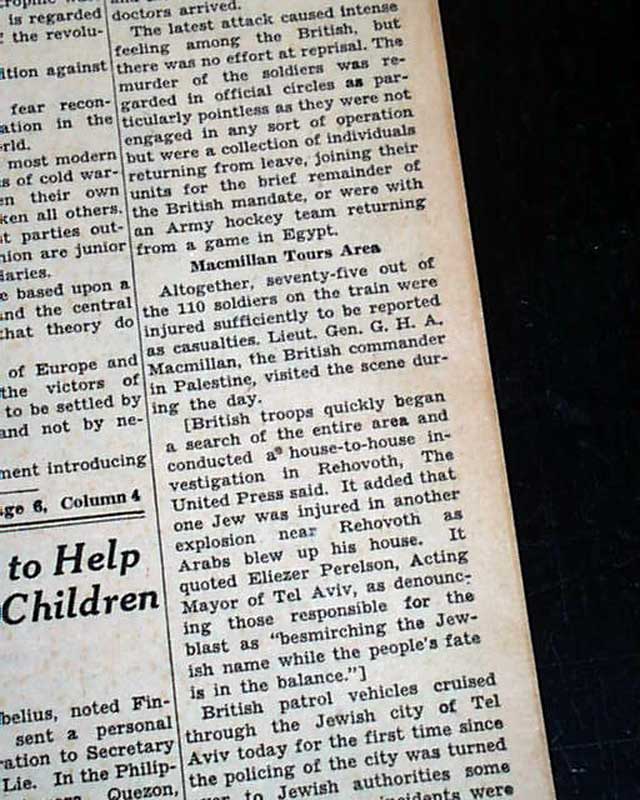 is regarded
the revolu-
ition against
fear recon-
ation in the
rld.
most modern
s of cold war-
en their own
ken all others.
t parties out-
nion are junior
iaries.
e based upon a
and the central
that theory do
of Europe and
the victors of
to be settled by
and not by ne-
ment introducing
ge 6, Column 4
to Help
Children
belius, noted Fin-
sent a personal
ration to Secretary
Lie. In the Philip-
Quezon,
doctors arrived.
The latest attack caused intense
feeling among the British, but
there was no effort at reprisal. The
murder of the soldiers was re-
garded in official circles as par-
ticularly pointless as they were not
engaged in any sort of operation
but were a collection of individuals
returning from leave, joining their
units for the brief remainder of
the British mandate, or were with
an Army hockey team returning
from a game in Egypt.
Macmillan Tours Area
Altogether, seventy-five out of
the 110 soldiers on the train were
injured sufficiently to be reported
as casualties. Lieut. Gen. G. H. A.
Macmillan, the British commander
in Palestine, visited the scene dur-
ing the day.
[British troops quickly began
a search of the entire area and
conducted a house-to-house in-
vestigation in Rehovoth, The
United Press said. It added that
one Jew was injured in another
explosion near Rehovoth as
Arabs blew up his house. It
quoted Eliezer Perelson, Acting
Mayor of Tel Aviv, as denounc-
ing those responsible for the
blast as "besmirching the Jew-
ish name while the people's fate
is in the balance."]
British patrol vehicles cruised
through the Jewish city of Tel
Aviv today for the first time since
the policing of the city was turned
to Jewish authorities some
incidents were